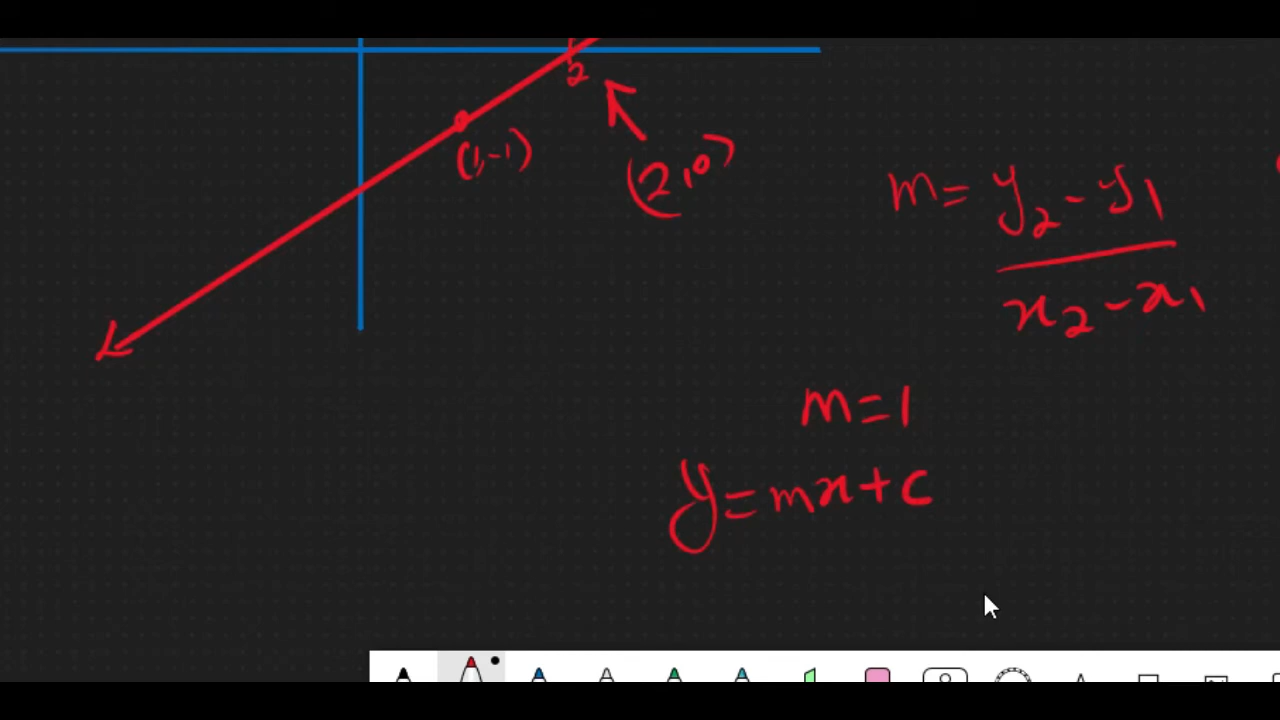 2
(1,-1)
(2,0)
m = y2 - y1
x2 - x1
m = 1
y = mx + c